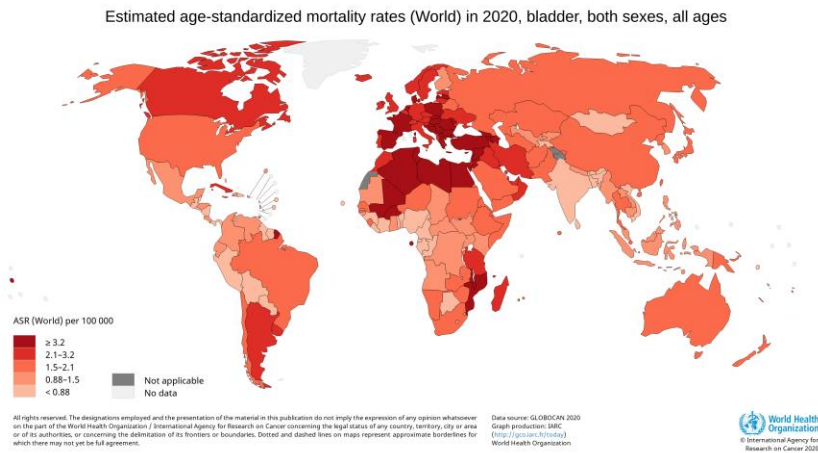 Estimated age-standardized mortality rates (World) in 2020, bladder, both sexes, all ages
ASR (World) per 100 000
≥ 3.2
2.1–3.2
1.5–2.1
0.88–1.5
< 0.88
Not applicable
No data
All rights reserved. The designations employed and the presentation of the material in this publication do not imply the expression of any opinion whatsoever
on the part of the World Health Organization / International Agency for Research on Cancer concerning the legal status of any country, territory, city or area
or of its authorities, or concerning the delimitation of its frontiers or boundaries. Dotted and dashed lines on maps represent approximate borderlines for
which there may not yet be full agreement.
Data source: GLOBOCAN 2020
Graph production: IARC
(http://gco.iarc.fr/today)
World Health Organization
World Health
Organization
© International Agency for
Research on Cancer 2020